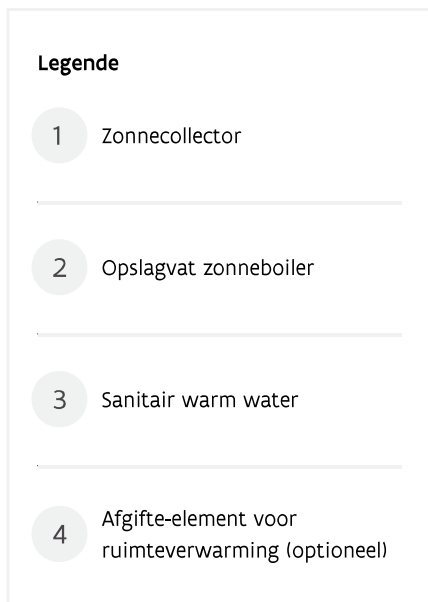 Legende
1 Zonnecollector
2 Opslagvat zonneboiler
3 Sanitair warm water
4 Afgifte-element voor
ruimteverwarming (optioneel)